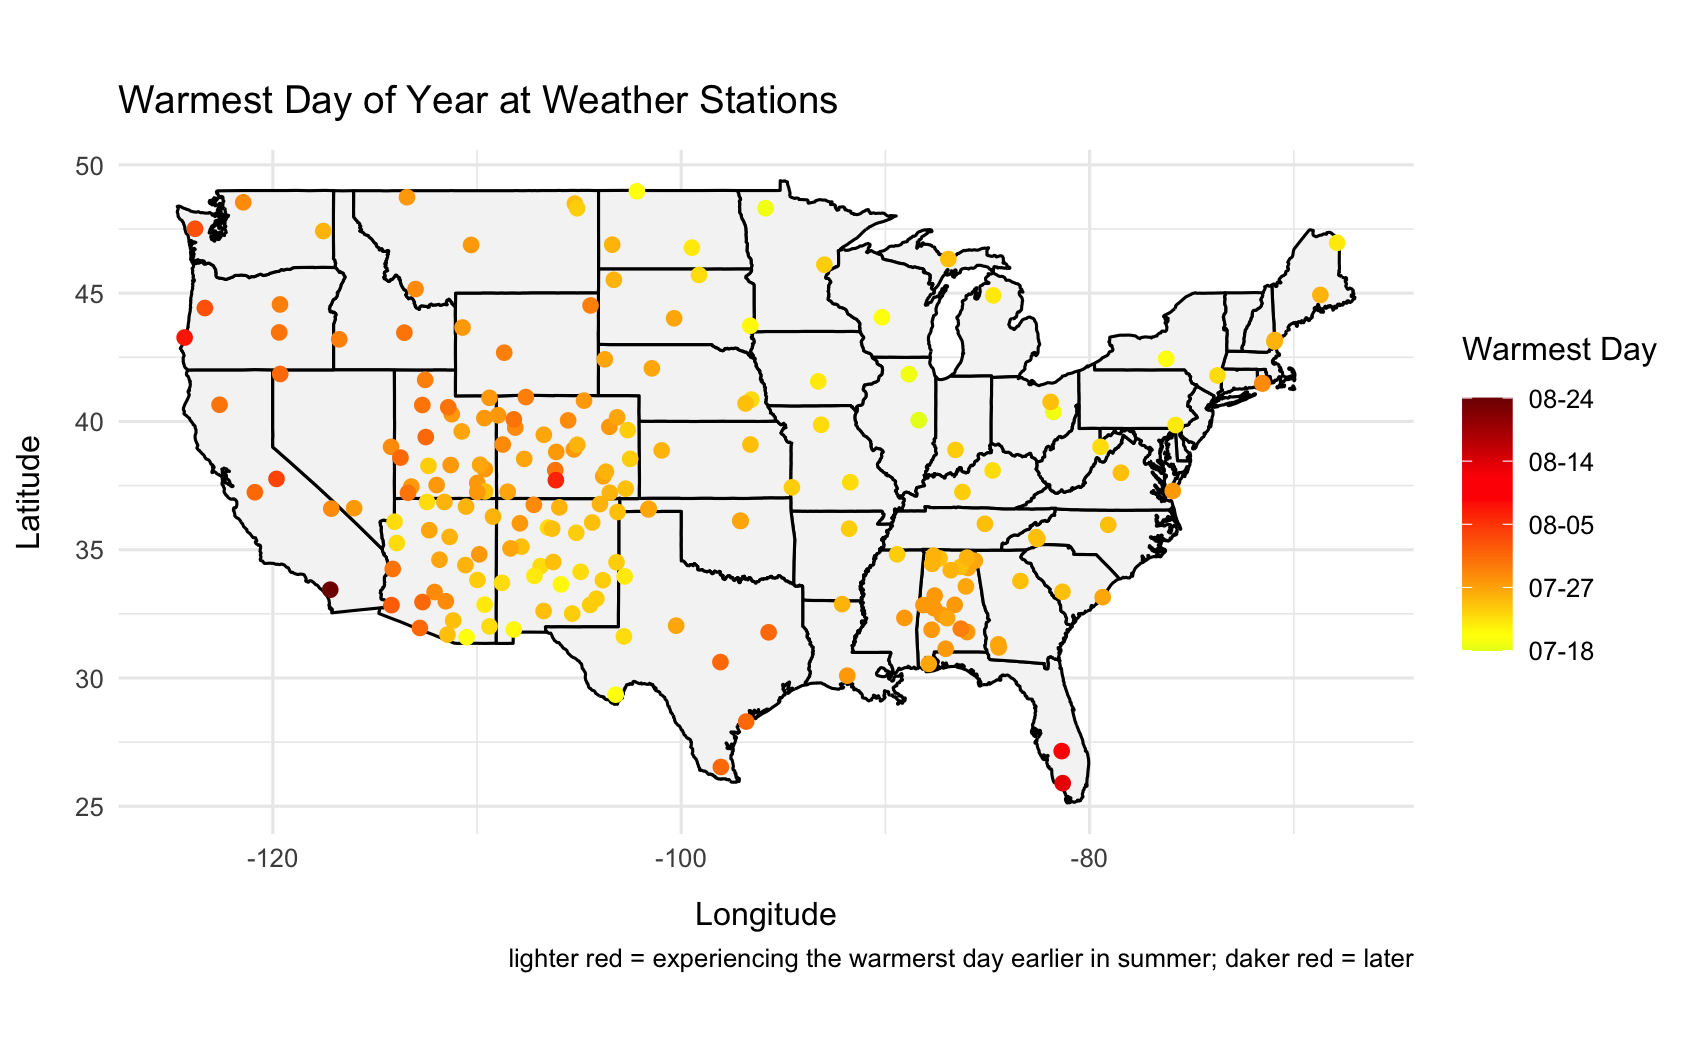 Warmest Day of Year at Weather Stations
50
45
40
35
30
25
Latitude
-120
-100
-80
Longitude
Warmest Day
08-24
08-14
08-05
07-27
07-18
lighter red = experiencing the warmerst day earlier in summer; daker red = later